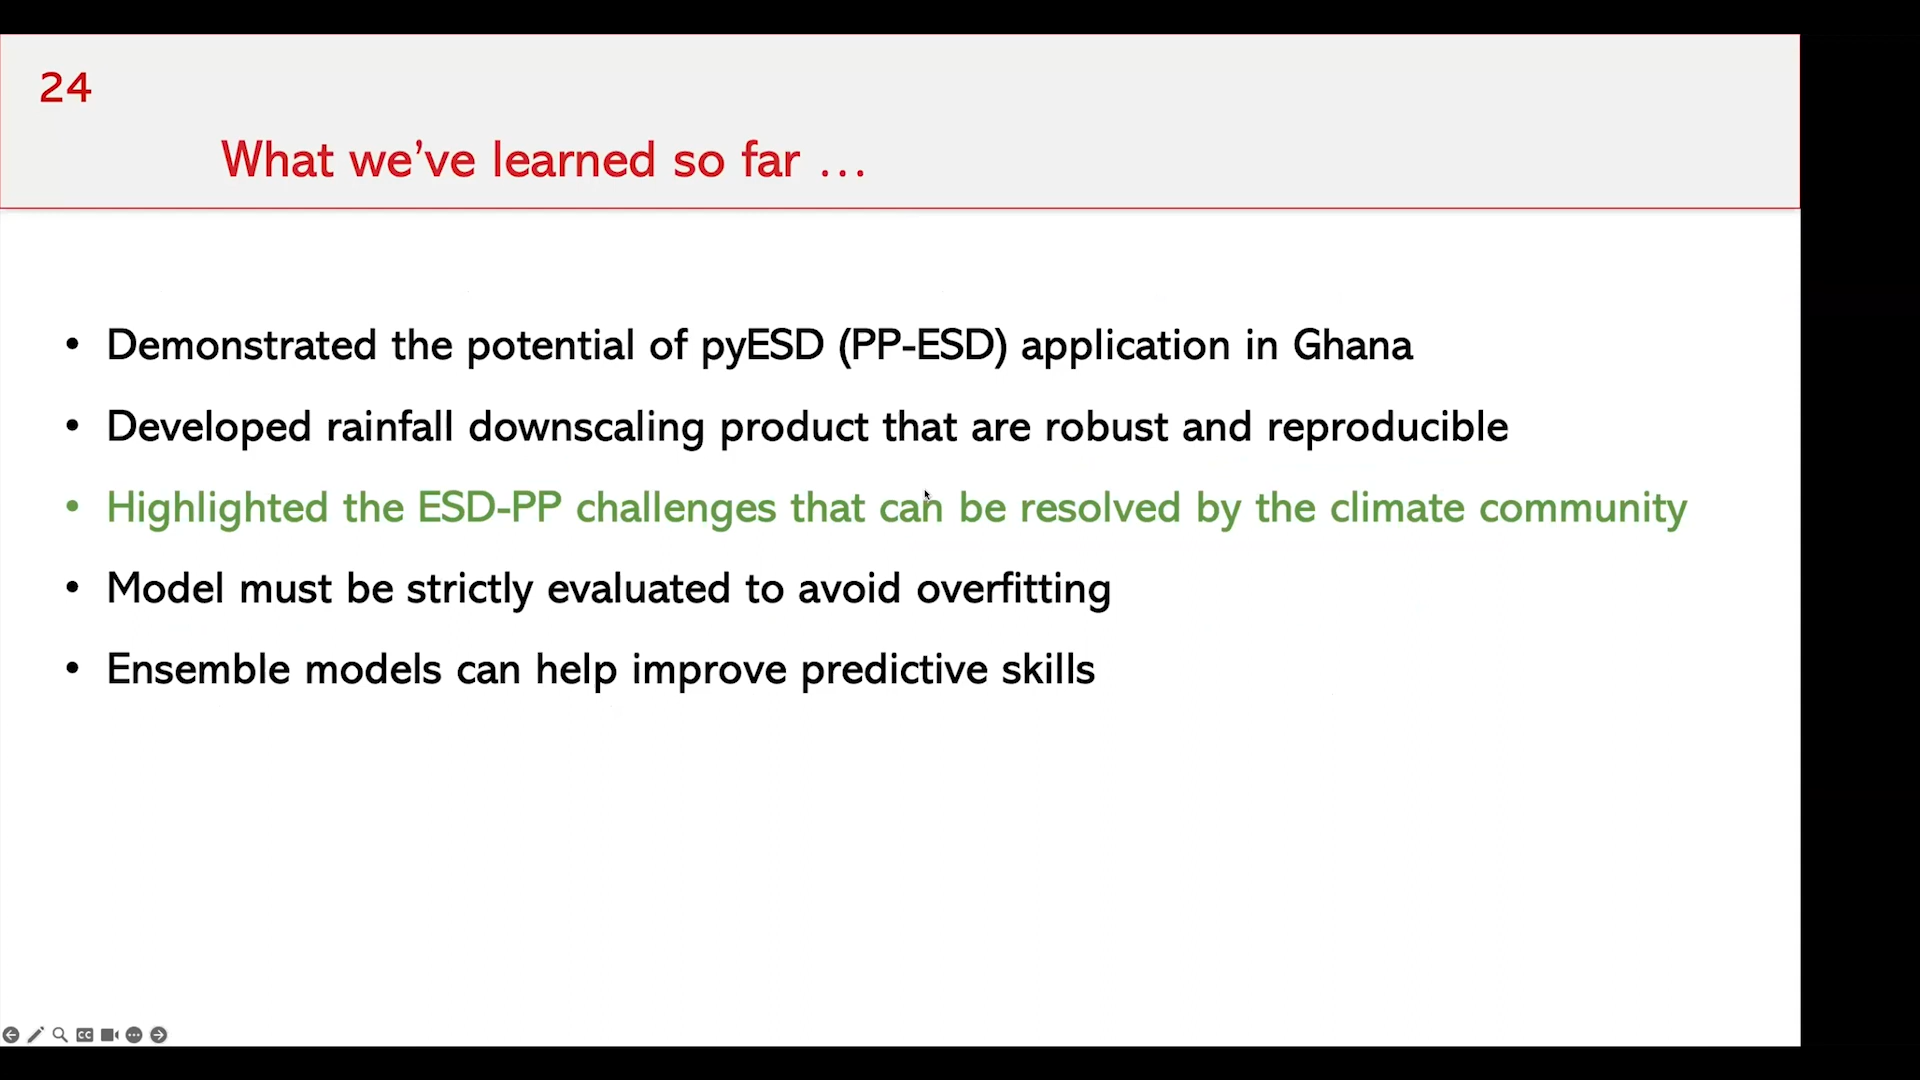 24
What we’ve learned so far …
• Demonstrated the potential of pyESD (PP-ESD) application in Ghana
• Developed rainfall downscaling product that are robust and reproducible
• Highlighted the ESD-PP challenges that can be resolved by the climate community
• Model must be strictly evaluated to avoid overfitting
• Ensemble models can help improve predictive skills
CC